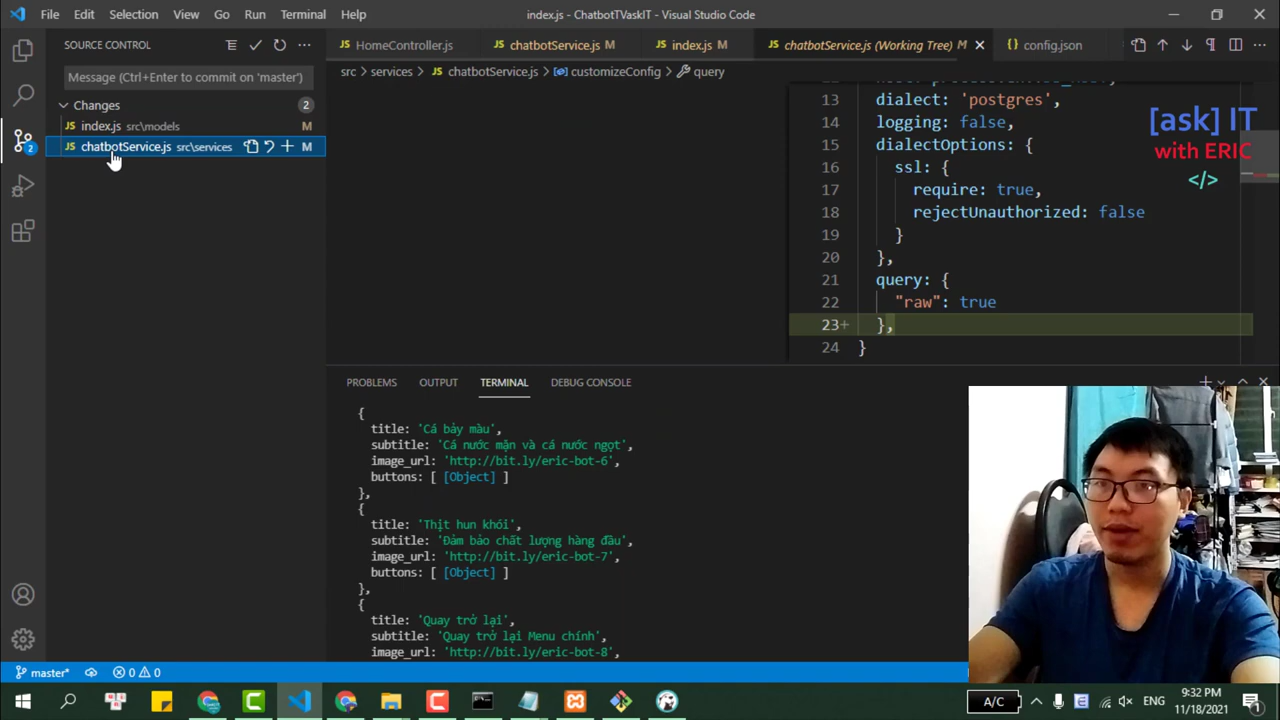 File Edit Selection View Go Run Terminal Help
index.js - ChatbotTVaskIT - Visual Studio Code
SOURCE CONTROL
HomeController.js
chatbotService.js M
index.js M
chatbotService.js (Working Tree) M
config.json
Message (Ctrl+Enter to commit on 'master')
src > services > chatbotService.js > customizeConfig > query
Changes 2
index.js src\models M
chatbotService.js src\services M
13 dialect: 'postgres',
14 logging: false,
15 dialectOptions: {
16 ssl: {
17 require: true,
18 rejectUnauthorized: false
19 }
20 },
21 query: {
22 "raw": true
23+ },
24 }
[ask] IT
with ERIC
</>
PROBLEMS OUTPUT TERMINAL DEBUG CONSOLE
{
title: 'Cá bảy màu',
subtitle: 'Cá nước mặn và cá nước ngọt',
image_url: 'http://bit.ly/eric-bot-6',
buttons: [ [Object] ]
},
{
title: 'Thịt hun khói',
subtitle: 'Đảm bảo chất lượng hàng đầu',
image_url: 'http://bit.ly/eric-bot-7',
buttons: [ [Object] ]
},
{
title: 'Quay trở lại',
subtitle: 'Quay trở lại Menu chính',
image_url: 'http://bit.ly/eric-bot-8',
master* 0 0
2
A/C
ENG
9:32 PM
11/18/2021
1